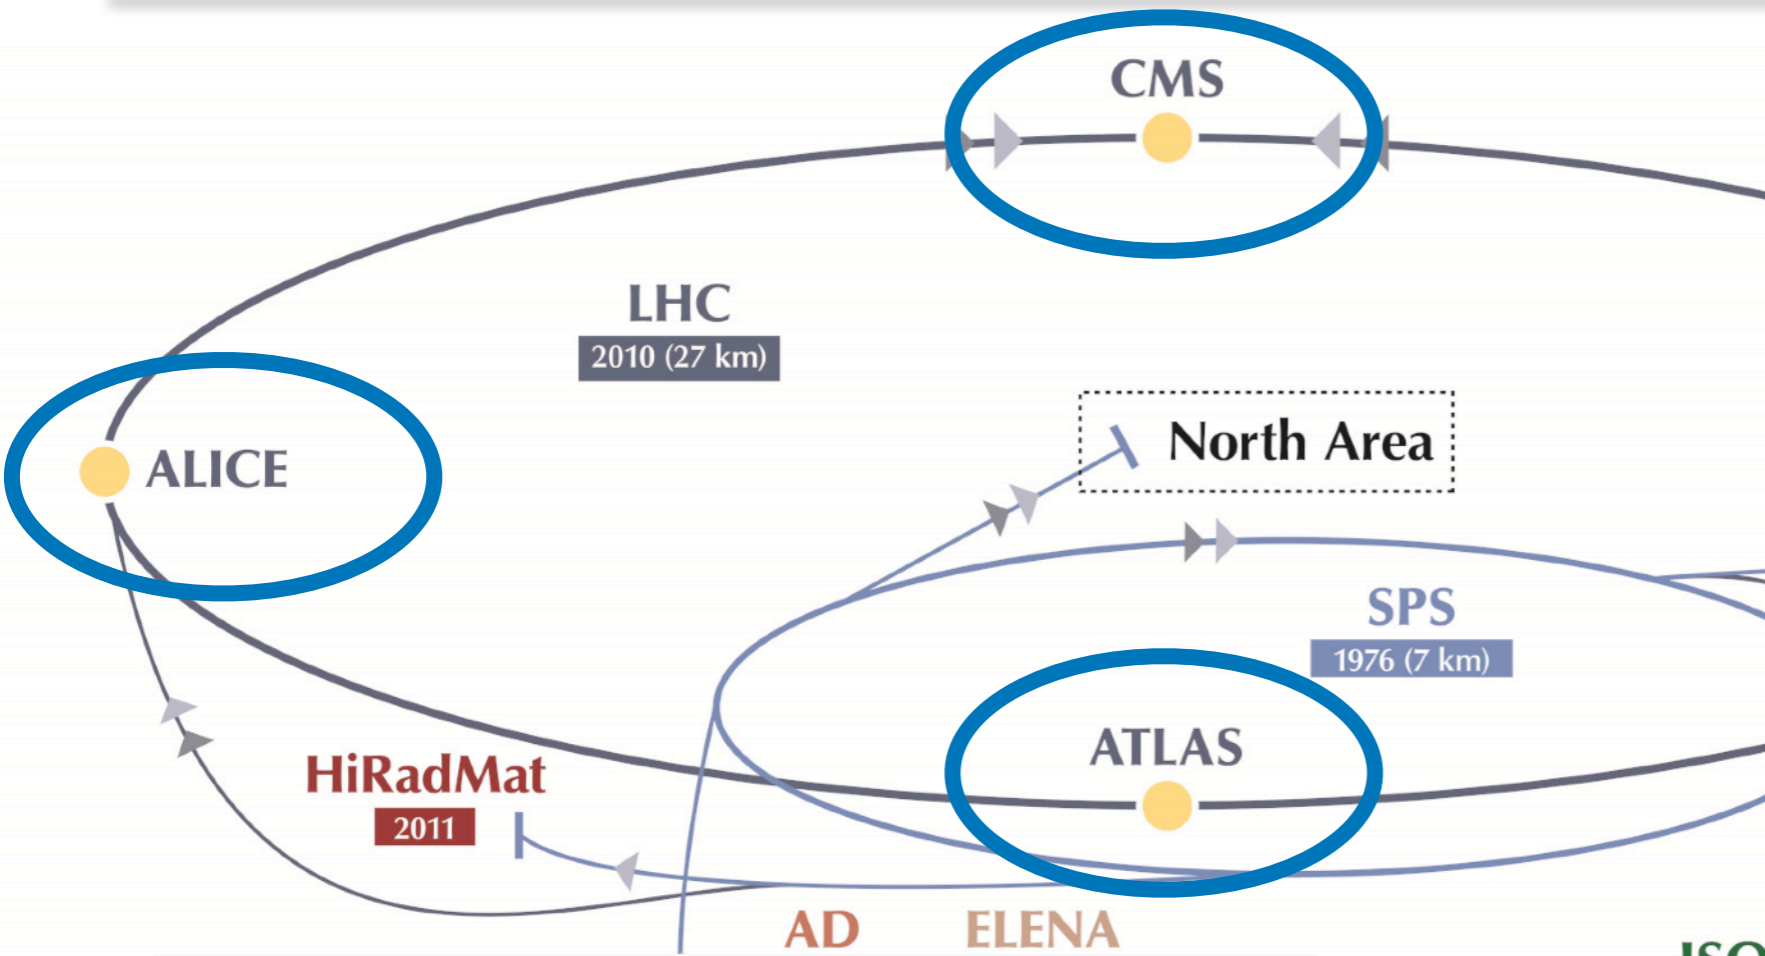 CMS
LHC
2010 (27 km)
North Area
ALICE
SPS
1976 (7 km)
ATLAS
HiRadMat
2011
AD
ELENA